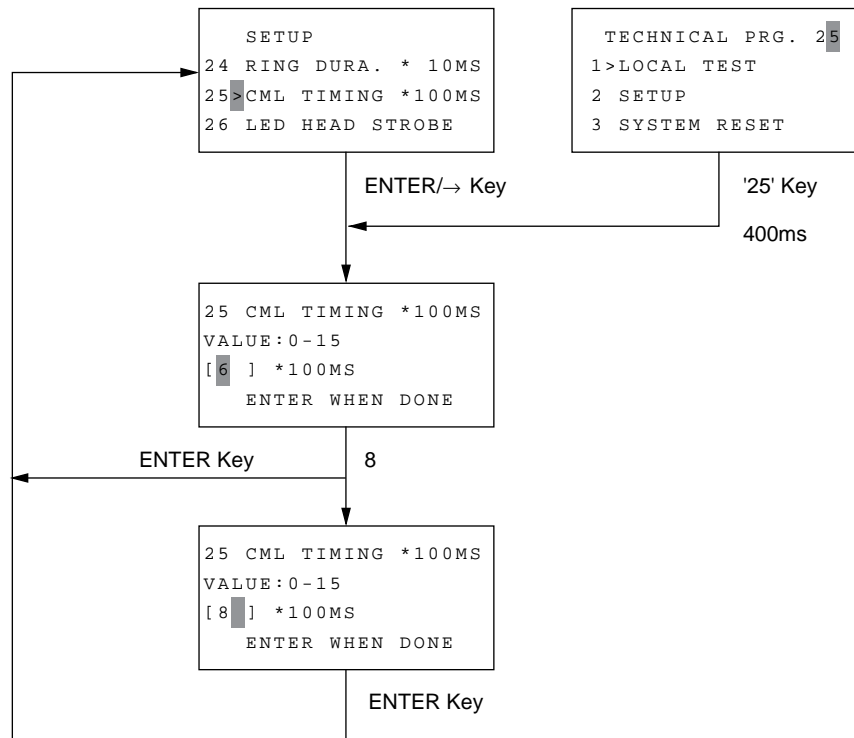 SETUP
24 RING DURA. * 10MS
25>CML TIMING *100MS
26 LED HEAD STROBE
TECHNICAL PRG. 25
1>LOCAL TEST
2 SETUP
3 SYSTEM RESET
ENTER/→ Key
'25' Key
400ms
25 CML TIMING *100MS
VALUE:0-15
[6 ] *100MS
ENTER WHEN DONE
ENTER Key
8
25 CML TIMING *100MS
VALUE:0-15
[8 ] *100MS
ENTER WHEN DONE
ENTER Key